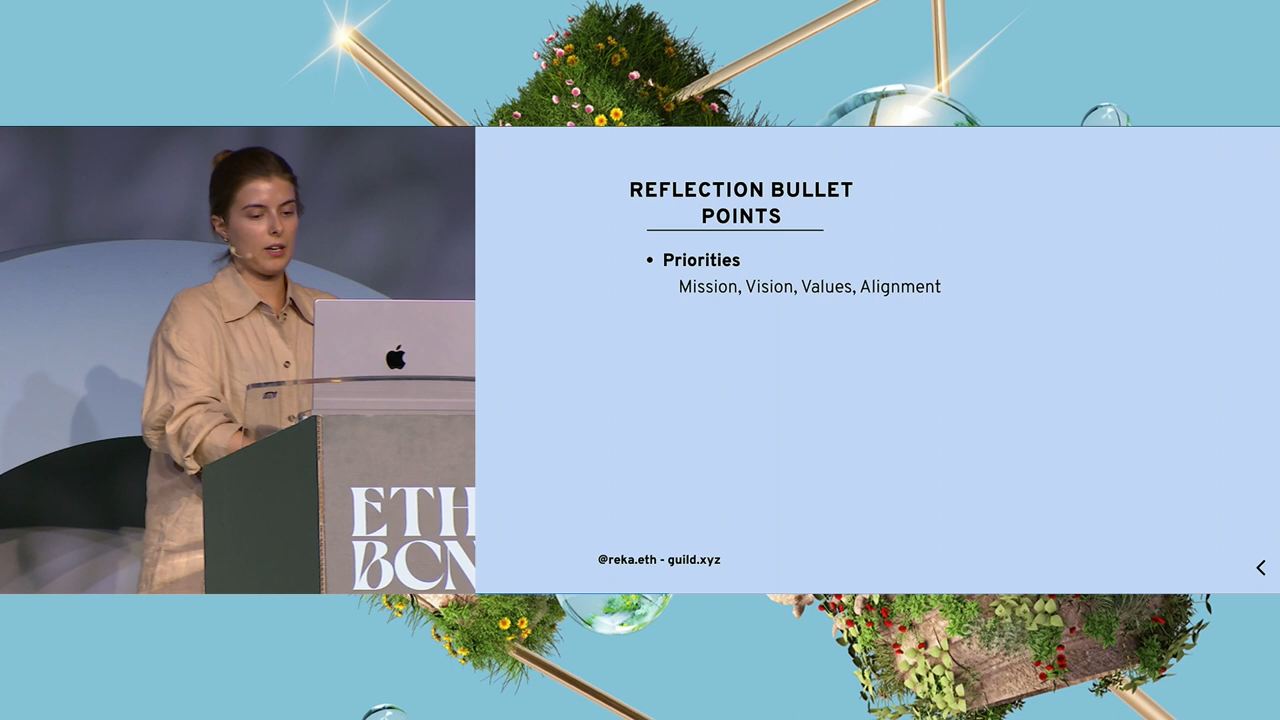 REFLECTION BULLET
POINTS
• Priorities
Mission, Vision, Values, Alignment
@reka.eth - guild.xyz
ETH
BCN